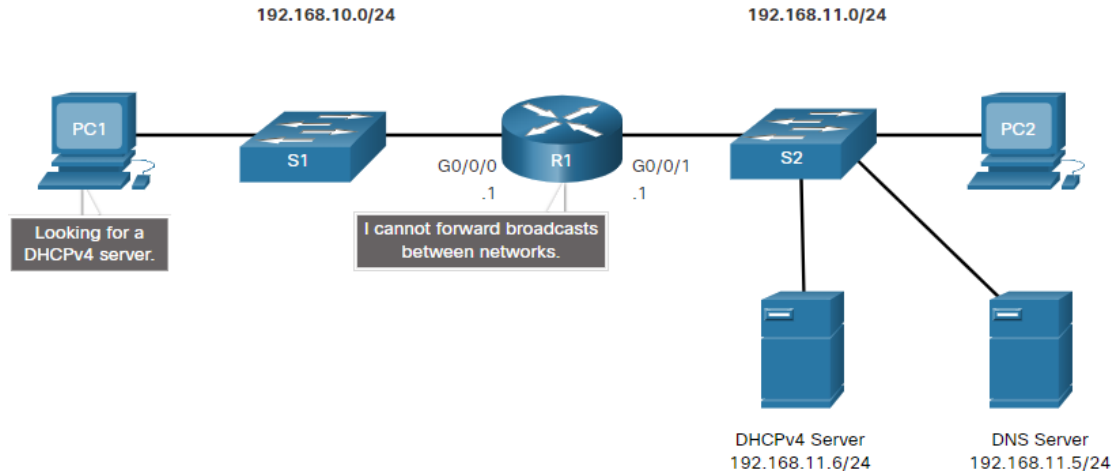 192.168.10.0/24
192.168.11.0/24
PC1
S1
R1
S2
PC2
G0/0/0
.1
G0/0/1
.1
Looking for a
DHCPv4 server.
I cannot forward broadcasts
between networks.
DHCPv4 Server
192.168.11.6/24
DNS Server
192.168.11.5/24